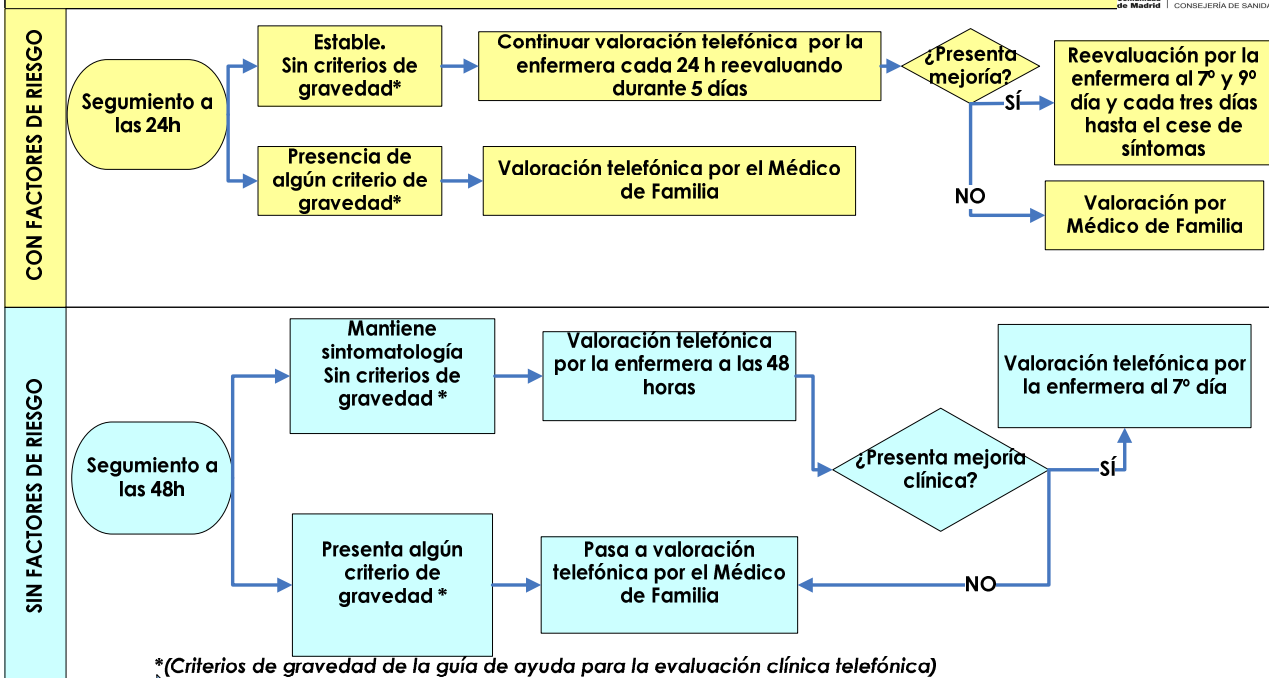 de Madrid
CONSEJERÍA DE SANIDA
CON FACTORES DE RIESGO
Segumiento a
las 24h
Estable.
Sin criterios de
gravedad*
Continuar valoración telefónica por la
enfermera cada 24 h reevaluando
durante 5 días
¿Presenta
mejoría?
SÍ
Reevaluación por la
enfermera al 7º y 9º
día y cada tres días
hasta el cese de
síntomas
Presencia de
algún criterio de
gravedad*
Valoración telefónica por el Médico
de Familia
NO
Valoración por
Médico de Familia
SIN FACTORES DE RIESGO
Segumiento a
las 48h
Mantiene
sintomatología
Sin criterios de
gravedad *
Valoración telefónica
por la enfermera a las 48
horas
¿Presenta mejoría
clínica?
SÍ
Valoración telefónica por
la enfermera al 7º día
Presenta algún
criterio de
gravedad *
Pasa a valoración
telefónica por el Médico
de Familia
NO
*(Criterios de gravedad de la guía de ayuda para la evaluación clínica telefónica)